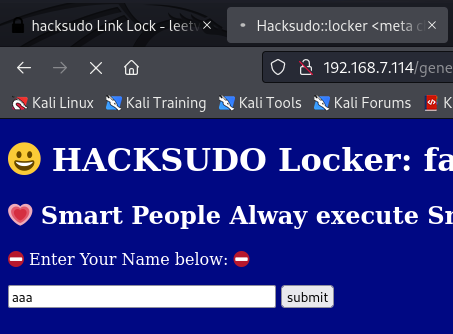 hacksudo Link Lock - leetv
Hacksudo::locker <meta c
192.168.7.114/gene
Kali Linux Kali Training Kali Tools Kali Forums K
HACKSUDO Locker: fa
Smart People Alway execute Sr
Enter Your Name below:
aaa submit